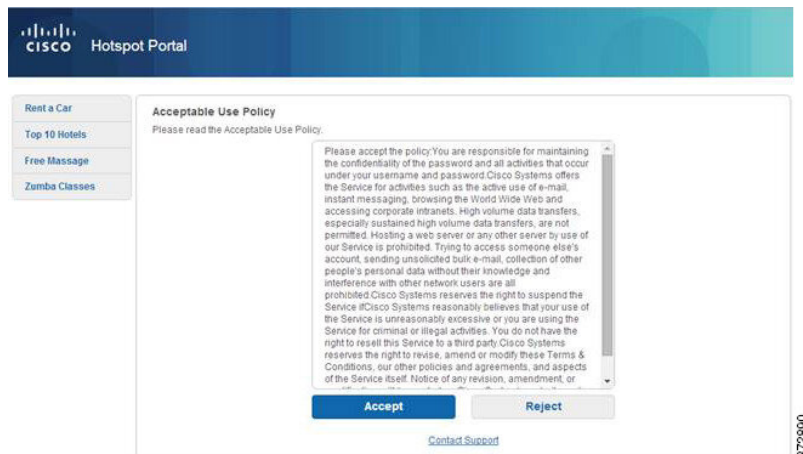 CISCO Hotspot Portal
Rent a Car
Top 10 Hotels
Free Massage
Zumba Classes
Acceptable Use Policy
Please read the Acceptable Use Policy.
Please accept the policy:You are responsible for maintaining
the confidentiality of the password and all activities that occur
under your username and password.Cisco Systems offers
the Service for activities such as the active use of e-mail,
instant messaging, browsing the World Wide Web and
accessing corporate intranets. High volume data transfers,
especially sustained high volume data transfers, are not
permitted. Hosting a web server or any other server by use of
our Service is prohibited. Trying to access someone else's
account, sending unsolicited bulk e-mail, collection of other
people's personal data without their knowledge and
interference with other network users are all
prohibited.Cisco Systems reserves the right to suspend the
Service ifCisco Systems reasonably believes that your use of
the Service is unreasonably excessive or you are using the
Service for criminal or illegal activities. You do not have the
right to resell this Service to a third party.Cisco Systems
reserves the right to revise, amend or modify these Terms &
Conditions, our other policies and agreements, and aspects
of the Service itself. Notice of any revision, amendment, or
Accept
Reject
Contact Support